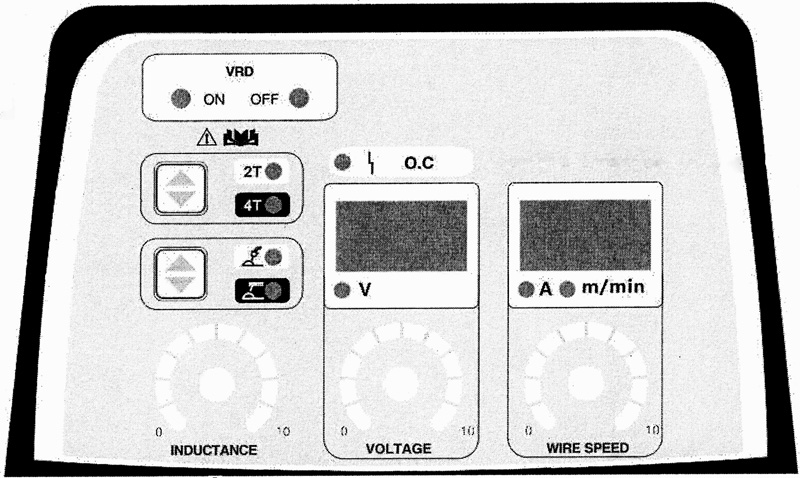 VRD
ON OFF
2T
O.C
4T
V
A m/min
0 10
0 10
0 10
INDUCTANCE
VOLTAGE
WIRE SPEED